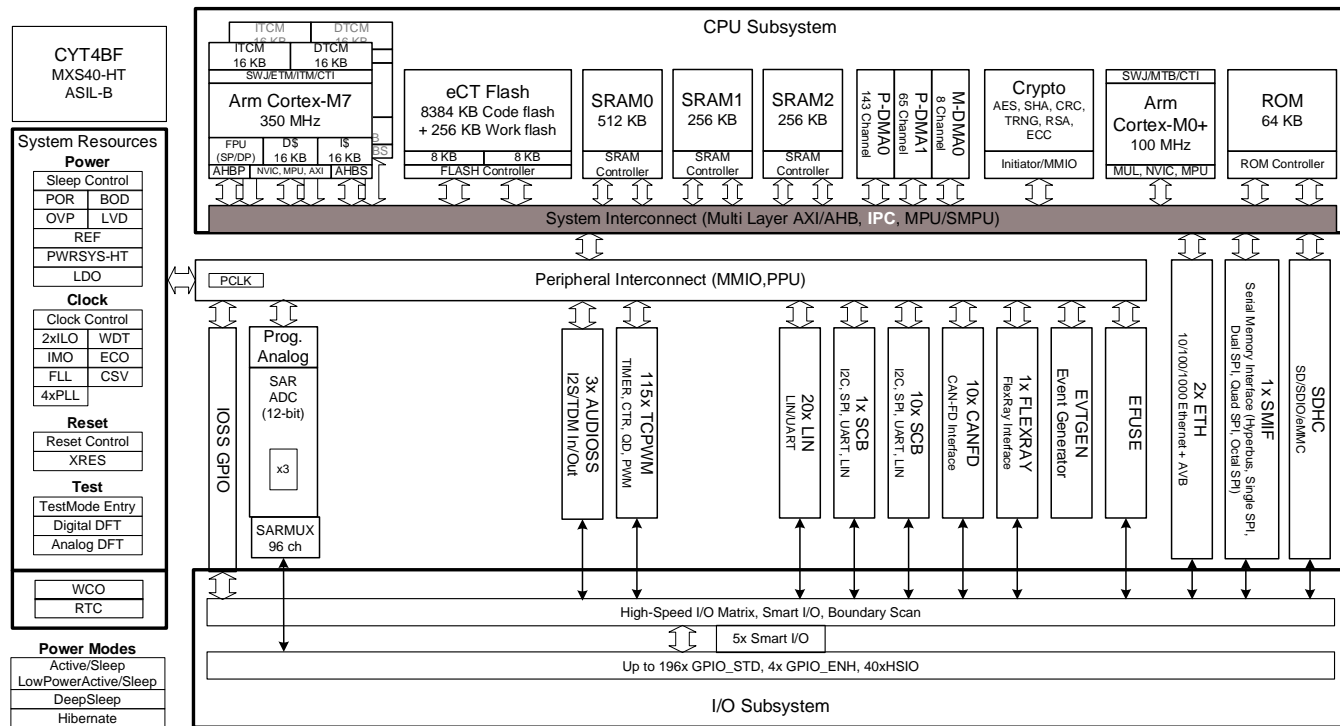 CYT4BF
MXS40-HT
ASIL-B
System Resources
Power
Sleep Control
POR
BOD
OVP
LVD
REF
PWRSYS-HT
LDO
Clock
Clock Control
2xILO
WDT
IMO
ECO
FLL
CSV
4xPLL
Reset
Reset Control
XRES
Test
TestMode Entry
Digital DFT
Analog DFT
WCO
RTC
Power Modes
Active/Sleep
LowPowerActive/Sleep
DeepSleep
Hibernate
CPU Subsystem
ITCM
16 KB
DTCM
16 KB
ITCM
16 KB
DTCM
16 KB
SWJ/ETM/ITM/CTI
Arm Cortex-M7
350 MHz
FPU
(SP/DP)
D$
16 KB
I$
16 KB
AHBP
NVIC, MPU, AXI
AHBS
eCT Flash
8384 KB Code flash
+ 256 KB Work flash
8 KB
8 KB
FLASH Controller
SRAM0
512 KB
SRAM
Controller
SRAM1
256 KB
SRAM
Controller
SRAM2
256 KB
SRAM
Controller
P-DMA0
143 Channel
P-DMA1
65 Channel
M-DMA0
8 Channel
Crypto
AES, SHA, CRC,
TRNG, RSA,
ECC
Initiator/MMIO
SWJ/MTB/CTI
Arm
Cortex-M0+
100 MHz
MUL, NVIC, MPU
ROM
64 KB
ROM Controller
System Interconnect (Multi Layer AXI/AHB, IPC, MPU/SMPU)
PCLK
Peripheral Interconnect (MMIO,PPU)
IOSS GPIO
Prog.
Analog
SAR
ADC
(12-bit)
x3
SARMUX
96 ch
3x AUDIOSS
I2S/TDM In/Out
115x TCPWM
TIMER, CTR, QD, PWM
20x LIN
LIN/UART
1x SCB
I2C, SPI, UART, LIN
10x SCB
I2C, SPI, UART, LIN
10x CANFD
CAN-FD Interface
1x FLEXRAY
FlexRay Interface
EVTGEN
Event Generator
EFUSE
2x ETH
10/100/1000 Ethernet + AVB
1x SMIF
Serial Memory Interface (Hyperbus, Single SPI,
Dual SPI, Quad SPI, Octal SPI)
SDHC
SD/SDIO/eMMC
High-Speed I/O Matrix, Smart I/O, Boundary Scan
5x Smart I/O
Up to 196x GPIO_STD, 4x GPIO_ENH, 40xHSIO
I/O Subsystem